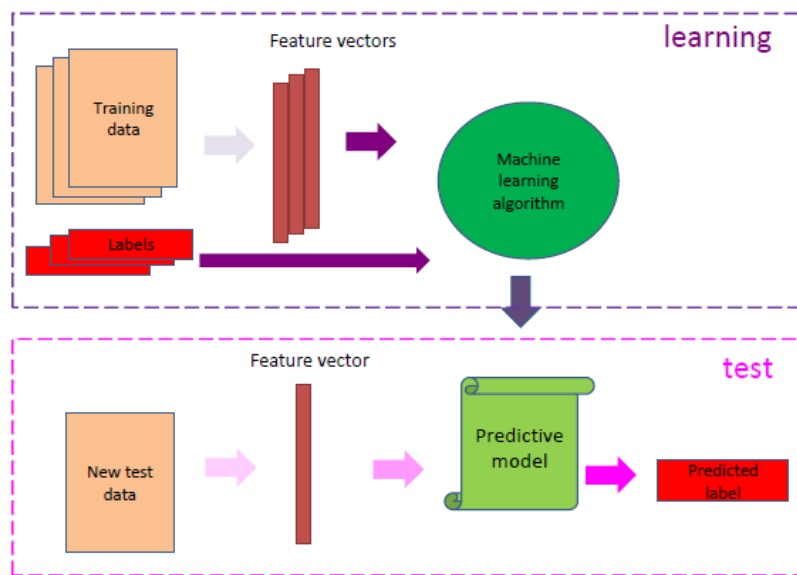 learning
Feature vectors
Training
data
Machine
learning
algorithm
Labels
test
Feature vector
New test
data
Predictive
model
Predicted
label